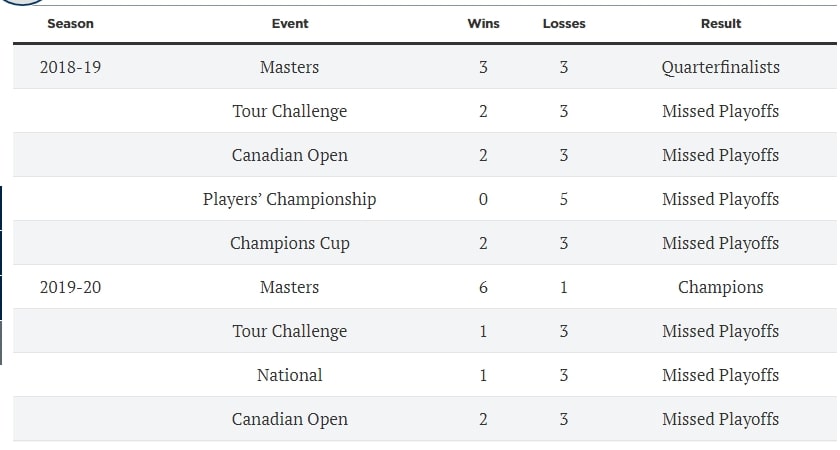 Season Event Wins Losses Result
2018-19 Masters 3 3 Quarterfinalists
Tour Challenge 2 3 Missed Playoffs
Canadian Open 2 3 Missed Playoffs
Players’ Championship 0 5 Missed Playoffs
Champions Cup 2 3 Missed Playoffs
2019-20 Masters 6 1 Champions
Tour Challenge 1 3 Missed Playoffs
National 1 3 Missed Playoffs
Canadian Open 2 3 Missed Playoffs